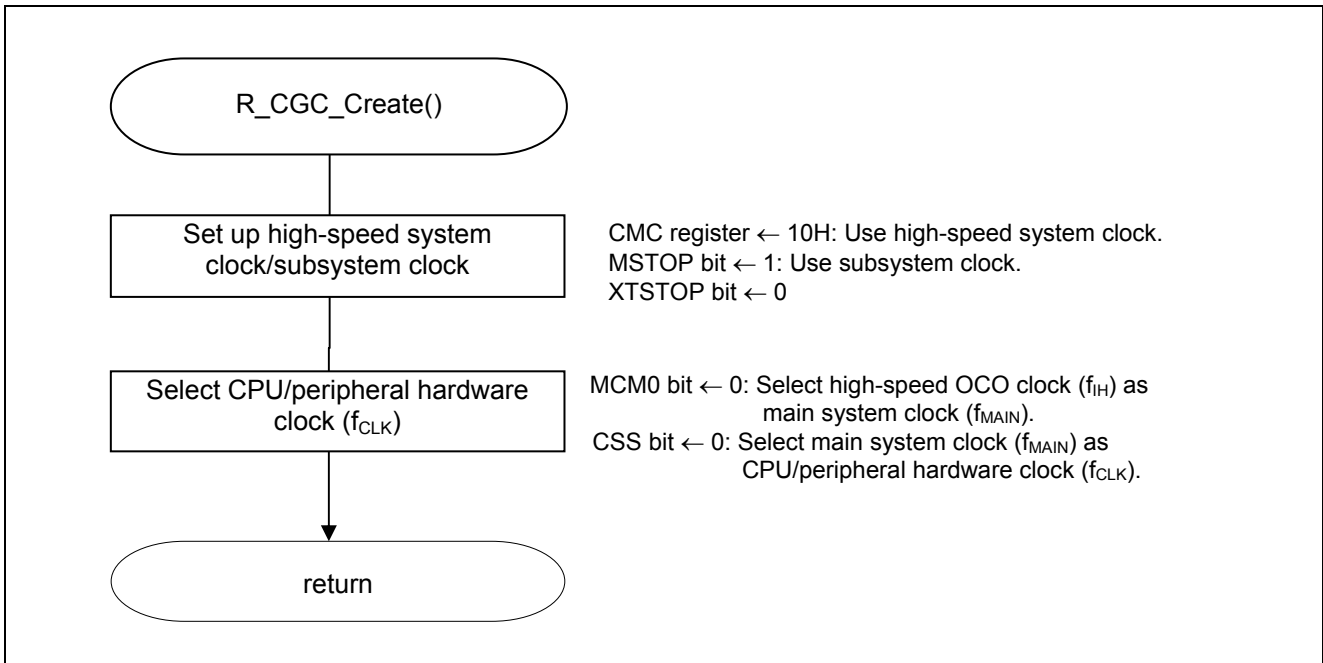 R_CGC_Create()
Set up high-speed system
clock/subsystem clock
CMC register ← 10H: Use high-speed system clock.
MSTOP bit ← 1: Use subsystem clock.
XTSTOP bit ← 0
Select CPU/peripheral hardware
clock (fCLK)
MCM0 bit ← 0: Select high-speed OCO clock (fIH) as
main system clock (fMAIN).
CSS bit ← 0: Select main system clock (fMAIN) as
CPU/peripheral hardware clock (fCLK).
return